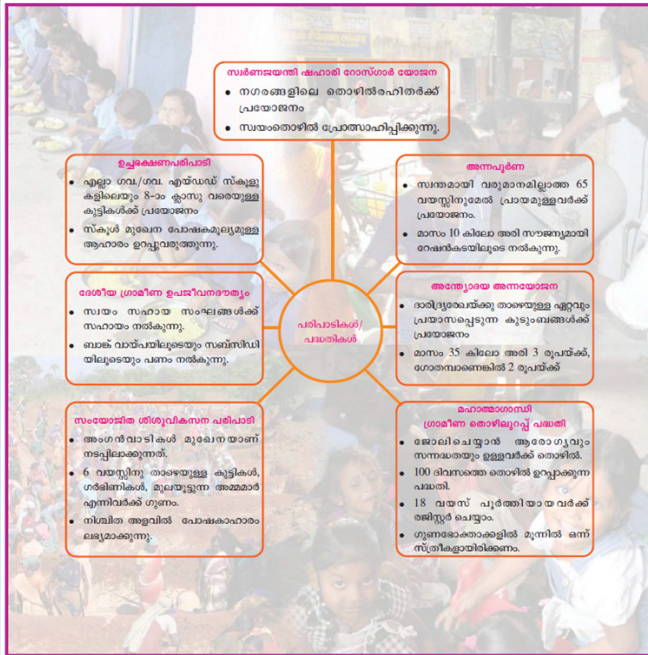 സ്വർണജയന്തി ഷഹാരി റോസ്ഗാർ യോജന
• നഗരങ്ങളിലെ തൊഴിൽരഹിതർക്ക്
പ്രയോജനം
• സ്വയംതൊഴിൽ പ്രോത്സാഹിപ്പിക്കുന്നു.
ഉച്ചഭക്ഷണപരിപാടി
• എല്ലാ ഗവ./ഗവ. എയ്ഡഡ് സ്കൂളു
കളിലെയും 8-ാം ക്ലാസു വരെയുള്ള
കുട്ടികൾക്ക് പ്രയോജനം
• സ്കൂൾ മുഖേന പോഷകമൂല്യമുള്ള
ആഹാരം ഉറപ്പുവരുത്തുന്നു.
അന്നപൂർണ
• സ്വന്തമായി വരുമാനമില്ലാത്ത 65
വയസ്സിനുമേൽ പ്രായമുള്ളവർക്ക്
പ്രയോജനം.
• മാസം 10 കിലോ അരി സൗജന്യമായി
റേഷൻകടയിലൂടെ നൽകുന്നു.
ദേശീയ ഗ്രാമീണ ഉപജീവനദൗത്യം
• സ്വയം സഹായ സംഘങ്ങൾക്ക്
സഹായം നൽകുന്നു.
• ബാങ്ക് വായ്പയിലൂടെയും സബ്സിഡി
യിലൂടെയും പണം നൽകുന്നു.
പരിപാടികൾ/
പദ്ധതികൾ
അന്ത്യോദയ അന്നയോജന
• ദാരിദ്ര്യരേഖയ്ക്കു താഴെയുള്ള ഏറ്റവും
പ്രയാസപ്പെടുന്ന കുടുംബങ്ങൾക്ക്
പ്രയോജനം
• മാസം 35 കിലോ അരി 3 രൂപയ്ക്ക്,
ഗോതമ്പാണെങ്കിൽ 2 രൂപയ്ക്ക്
സംയോജിത ശിശുവികസന പരിപാടി
• അംഗൻവാടികൾ മുഖേനയാണ്
നടപ്പിലാക്കുന്നത്.
• 6 വയസ്സിനു താഴെയുള്ള കുട്ടികൾ,
ഗർഭിണികൾ, മുലയൂട്ടുന്ന അമ്മമാർ
എന്നിവർക്ക് ഗുണം.
• നിശ്ചിത അളവിൽ പോഷകാഹാരം
ലഭ്യമാക്കുന്നു.
മഹാത്മാഗാന്ധി
ഗ്രാമീണ തൊഴിലുറപ്പ് പദ്ധതി
• ജോലിചെയ്യാൻ ആരോഗ്യവും
സന്നദ്ധതയും ഉള്ളവർക്ക് തൊഴിൽ.
• 100 ദിവസത്തെ തൊഴിൽ ഉറപ്പാക്കുന്ന
പദ്ധതി.
• 18 വയസ് പൂർത്തിയായവർക്ക്
രജിസ്റ്റർ ചെയ്യാം.
• ഗുണഭോക്താക്കളിൽ മൂന്നിൽ ഒന്ന്
സ്ത്രീകളായിരിക്കണം.